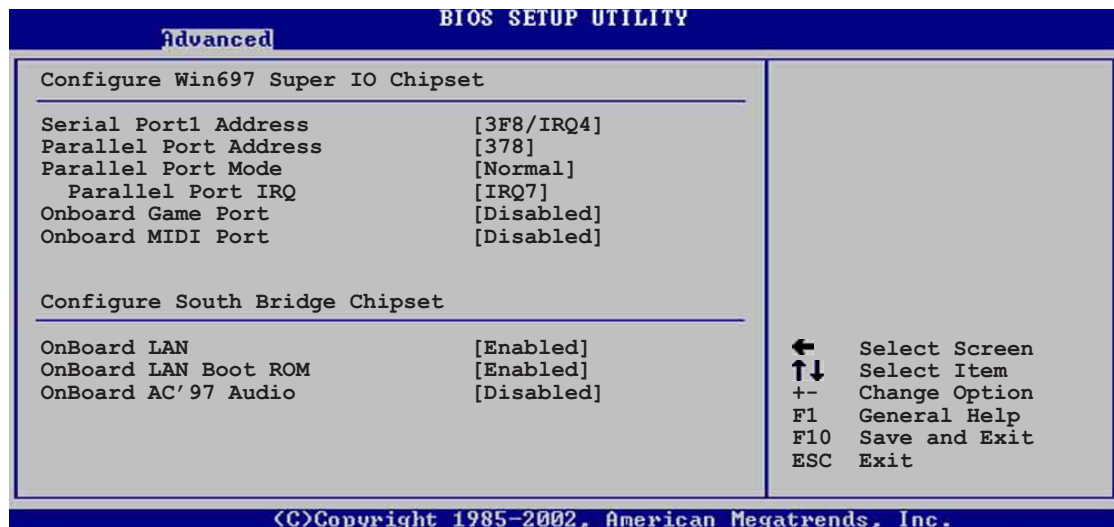 BIOS SETUP UTILITY
Advanced
Configure Win697 Super IO Chipset
Serial Port1 Address [3F8/IRQ4]
Parallel Port Address [378]
Parallel Port Mode [Normal]
Parallel Port IRQ [IRQ7]
Onboard Game Port [Disabled]
Onboard MIDI Port [Disabled]
Configure South Bridge Chipset
OnBoard LAN [Enabled]
OnBoard LAN Boot ROM [Enabled]
OnBoard AC'97 Audio [Disabled]
← Select Screen
↑↓ Select Item
+- Change Option
F1 General Help
F10 Save and Exit
ESC Exit
(C)Copyright 1985-2002, American Megatrends, Inc.